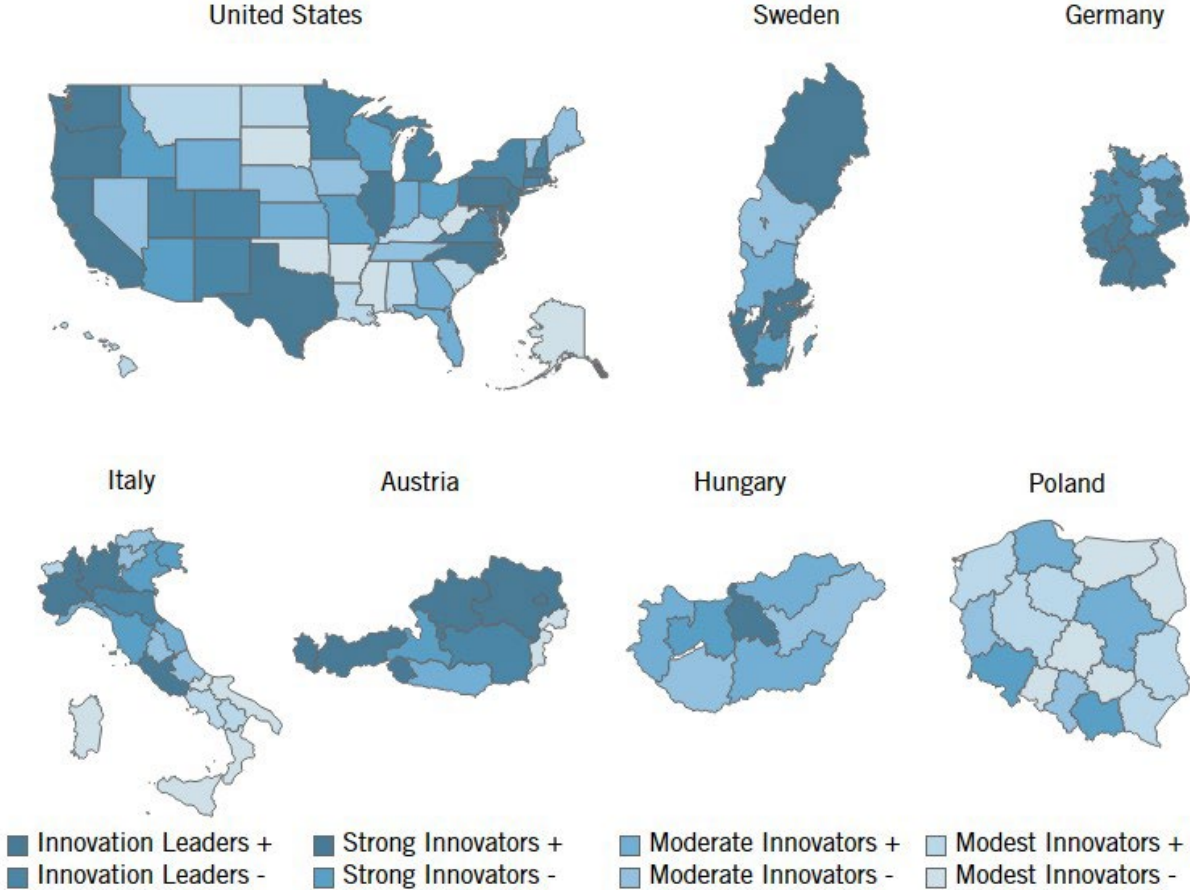 United States
Sweden
Germany
Italy
Austria
Hungary
Poland
Innovation Leaders +
Strong Innovators +
Moderate Innovators +
Modest Innovators +
Innovation Leaders -
Strong Innovators -
Moderate Innovators -
Modest Innovators -